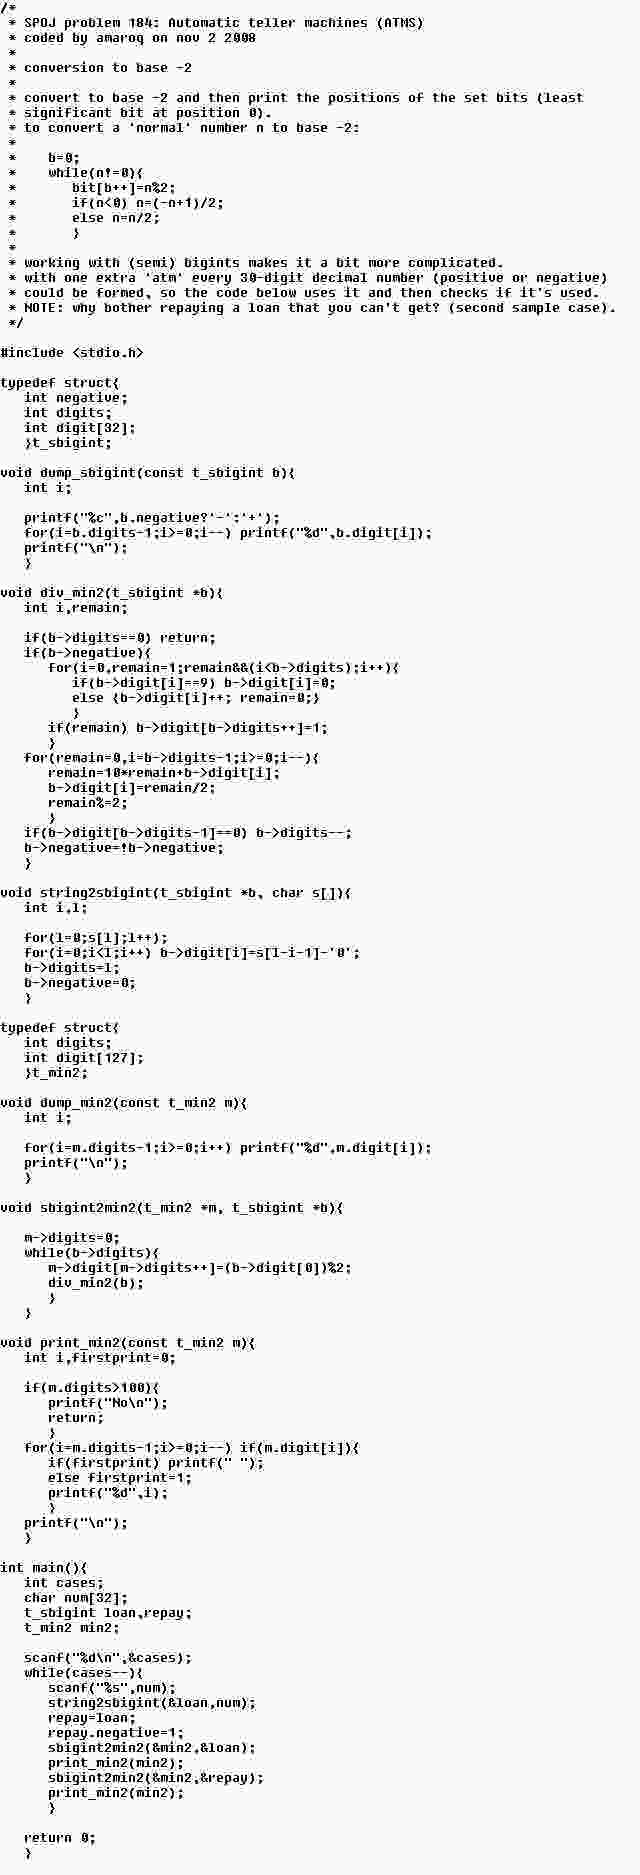 /*
 * SPOJ problem 184: Automatic teller machines (ATMS)
 * coded by amaroq on nov 2 2008
 *
 * conversion to base -2
 *
 * convert to base -2 and then print the positions of the set bits (least
 * significant bit at position 0).
 * to convert a 'normal' number n to base -2:
 *
 *    b=0;
 *    while(n!=0){
 *       bit[b++]=n%2;
 *       if(n<0) n=(-n+1)/2;
 *       else n=n/2;
 *       }
 *
 * working with (semi) bigints makes it a bit more complicated.
 * with one extra 'atm' every 30-digit decimal number (positive or negative)
 * could be formed, so the code below uses it and then checks if it's used.
 * NOTE: why bother repaying a loan that you can't get? (second sample case).
 */

#include <stdio.h>

typedef struct{
   int negative;
   int digits;
   int digit[32];
   }t_sbigint;

void dump_sbigint(const t_sbigint b){
   int i;

   printf("%c",b.negative?'-':'+');
   for(i=b.digits-1;i>=0;i--) printf("%d",b.digit[i]);
   printf("\n");
   }

void div_min2(t_sbigint *b){
   int i,remain;

   if(b->digits==0) return;
   if(b->negative){
      for(i=0,remain=1;remain&&(i<b->digits);i++){
         if(b->digit[i]==9) b->digit[i]=0;
         else {b->digit[i]++; remain=0;}
         }
      if(remain) b->digit[b->digits++]=1;
      }
   for(remain=0,i=b->digits-1;i>=0;i--){
      remain=10*remain+b->digit[i];
      b->digit[i]=remain/2;
      remain%=2;
      }
   if(b->digit[b->digits-1]==0) b->digits--;
   b->negative=!b->negative;
   }

void string2sbigint(t_sbigint *b, char s[]){
   int i,l;

   for(l=0;s[l];l++);
   for(i=0;i<l;i++) b->digit[i]=s[l-i-1]-'0';
   b->digits=l;
   b->negative=0;
   }

typedef struct{
   int digits;
   int digit[127];
   }t_min2;

void dump_min2(const t_min2 m){
   int i;

   for(i=m.digits-1;i>=0;i++) printf("%d",m.digit[i]);
   printf("\n");
   }

void sbigint2min2(t_min2 *m, t_sbigint *b){

   m->digits=0;
   while(b->digits){
      m->digit[m->digits++]=(b->digit[0])%2;
      div_min2(b);
      }
   }

void print_min2(const t_min2 m){
   int i,firstprint=0;

   if(m.digits>100){
      printf("No\n");
      return;
      }
   for(i=m.digits-1;i>=0;i--) if(m.digit[i]){
      if(firstprint) printf(" ");
      else firstprint=1;
      printf("%d",i);
      }
   printf("\n");
   }

int main(){
   int cases;
   char num[32];
   t_sbigint loan,repay;
   t_min2 min2;

   scanf("%d\n",&cases);
   while(cases--){
      scanf("%s",num);
      string2sbigint(&loan,num);
      repay=loan;
      repay.negative=1;
      sbigint2min2(&min2,&loan);
      print_min2(min2);
      sbigint2min2(&min2,&repay);
      print_min2(min2);
      }

   return 0;
   }